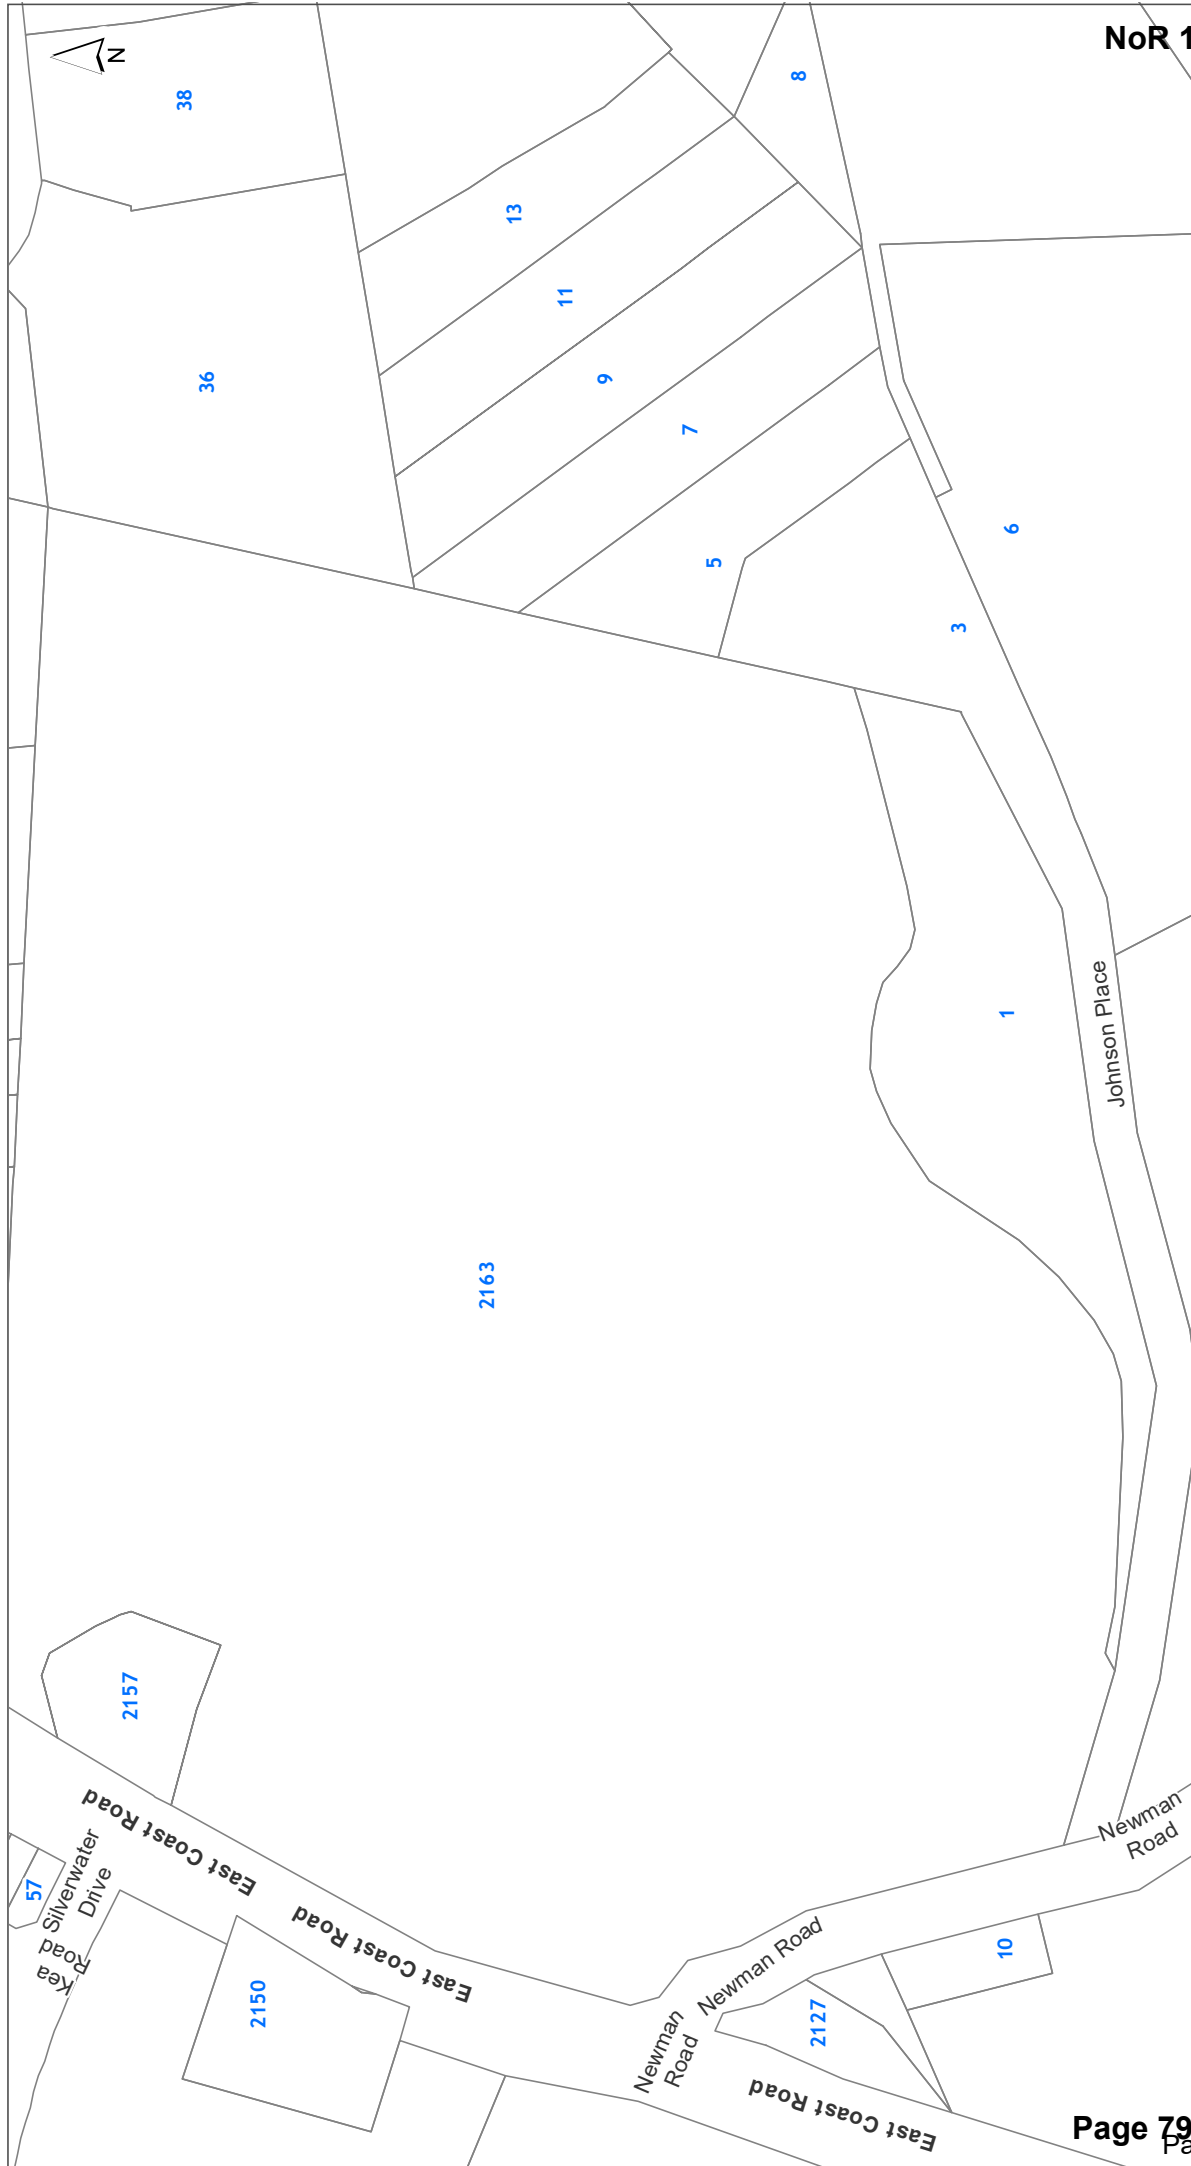 NoR 1
N
38
8
13
11
36
9
7
6
5
3
1
Johnson Place
2163
2157
East Coast Road
57
Silverwater
Drive
Kea
Road
East Coast Road
2150
Newman
Road
Newman Road
10
2127
Newman
Road
East Coast Road
Page 79
Pa